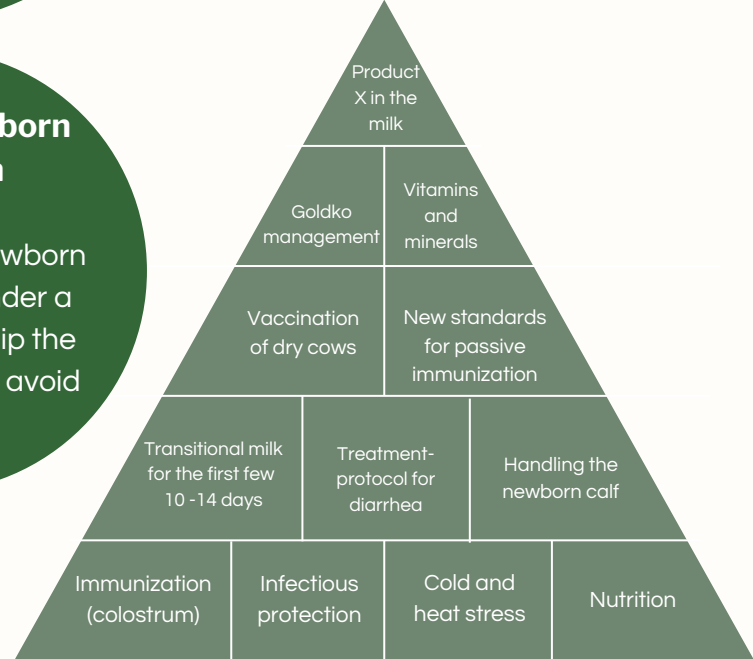 born
wborn
der a
ip the
avoid
Product
X in the
milk
Goldko
management
Vitamins
and
minerals
Vaccination
of dry cows
New standards
for passive
immunization
Transitional milk
for the first few
10 -14 days
Treatment-
protocol for
diarrhea
Handling the
newborn calf
Immunization
(colostrum)
Infectious
protection
Cold and
heat stress
Nutrition